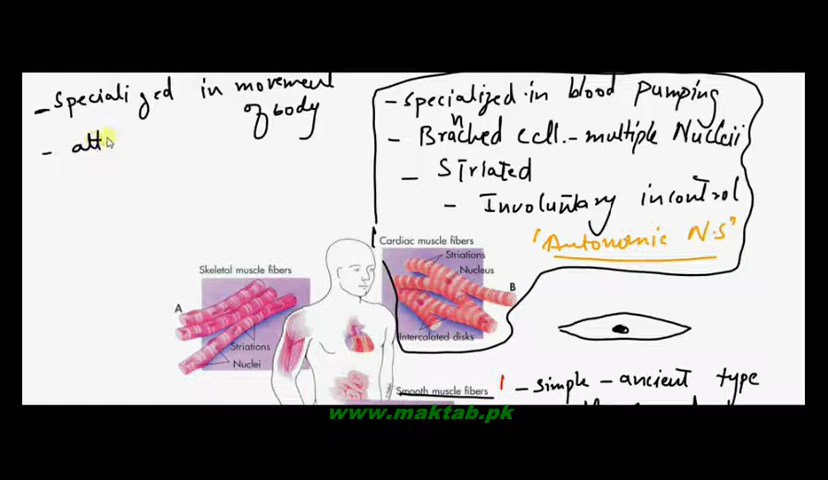 - Specialized in movement
of body
- att
- specialized in blood pumping
- Branched cell. - multiple Nucleii
- Striated
- Involuntary in control
'Autonomic N.S'
Cardiac muscle fibers
Striations
Nucleus
B
Intercalated disks
Skeletal muscle fibers
A
Striations
Nuclei
Smooth muscle fibers
1 - simple - ancient type
www.maktab.pk